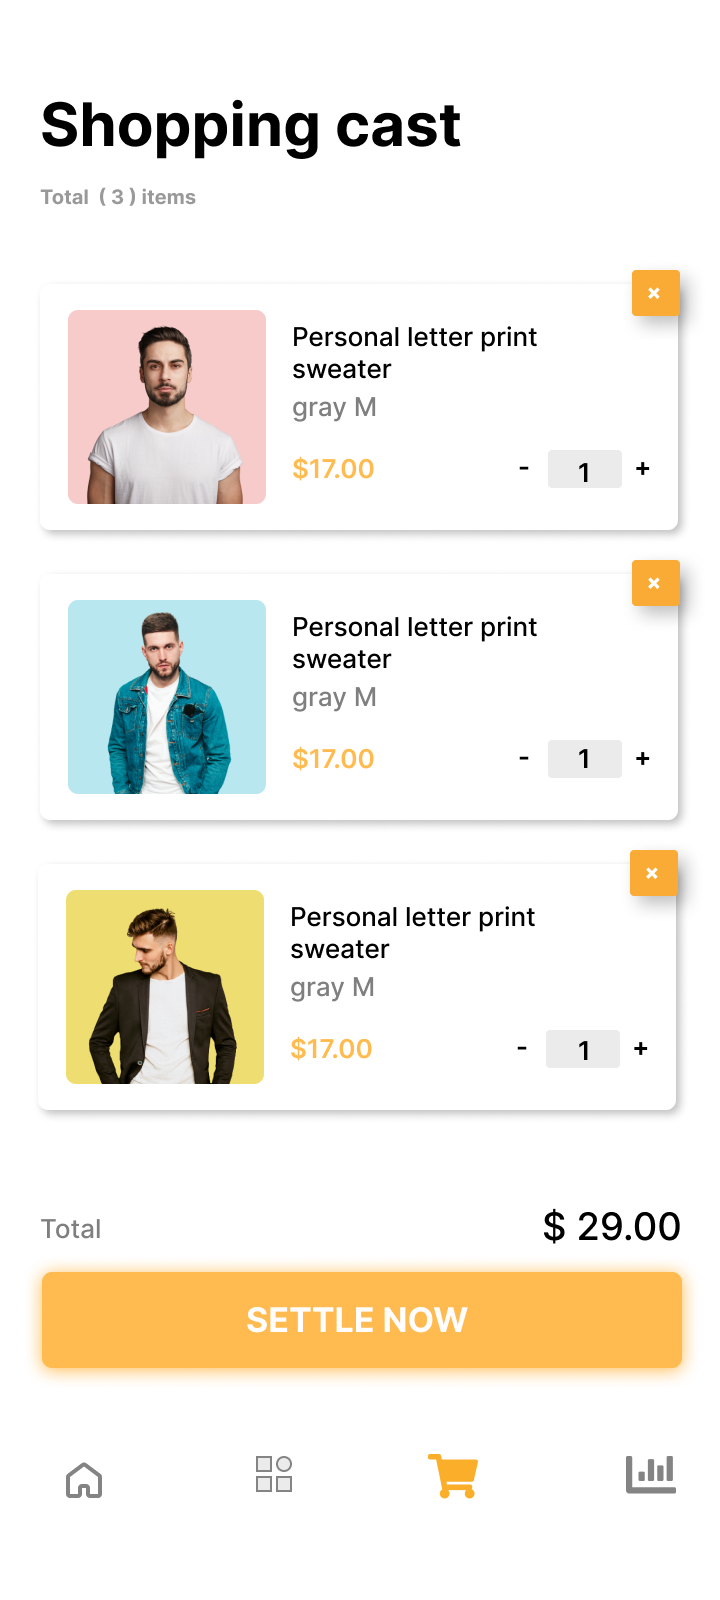 Shopping cast
Total ( 3 ) items
×
Personal letter print
sweater
gray M
$17.00
- 1 +
×
Personal letter print
sweater
gray M
$17.00
- 1 +
×
Personal letter print
sweater
gray M
$17.00
- 1 +
Total
$ 29.00
SETTLE NOW